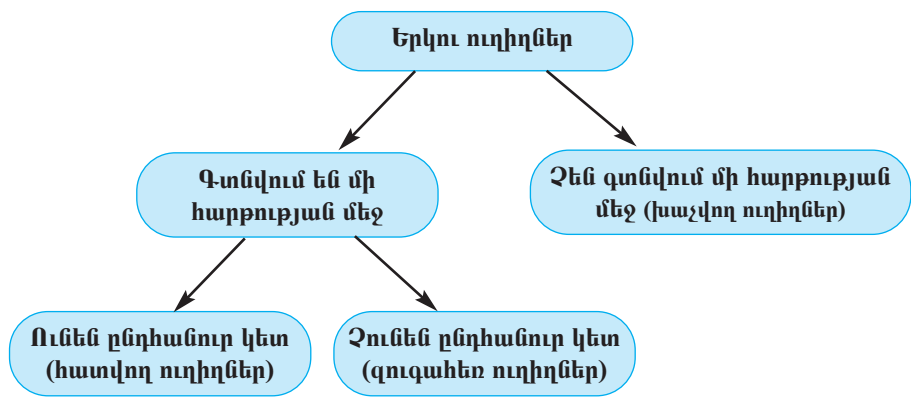 Երկու ուղիղներ
Գտնվում են մի
հարթության մեջ
Չեն գտնվում մի հարթության
մեջ (խաչվող ուղիղներ)
Ունեն ընդհանուր կետ
(հատվող ուղիղներ)
Չունեն ընդհանուր կետ
(զուգահեռ ուղիղներ)